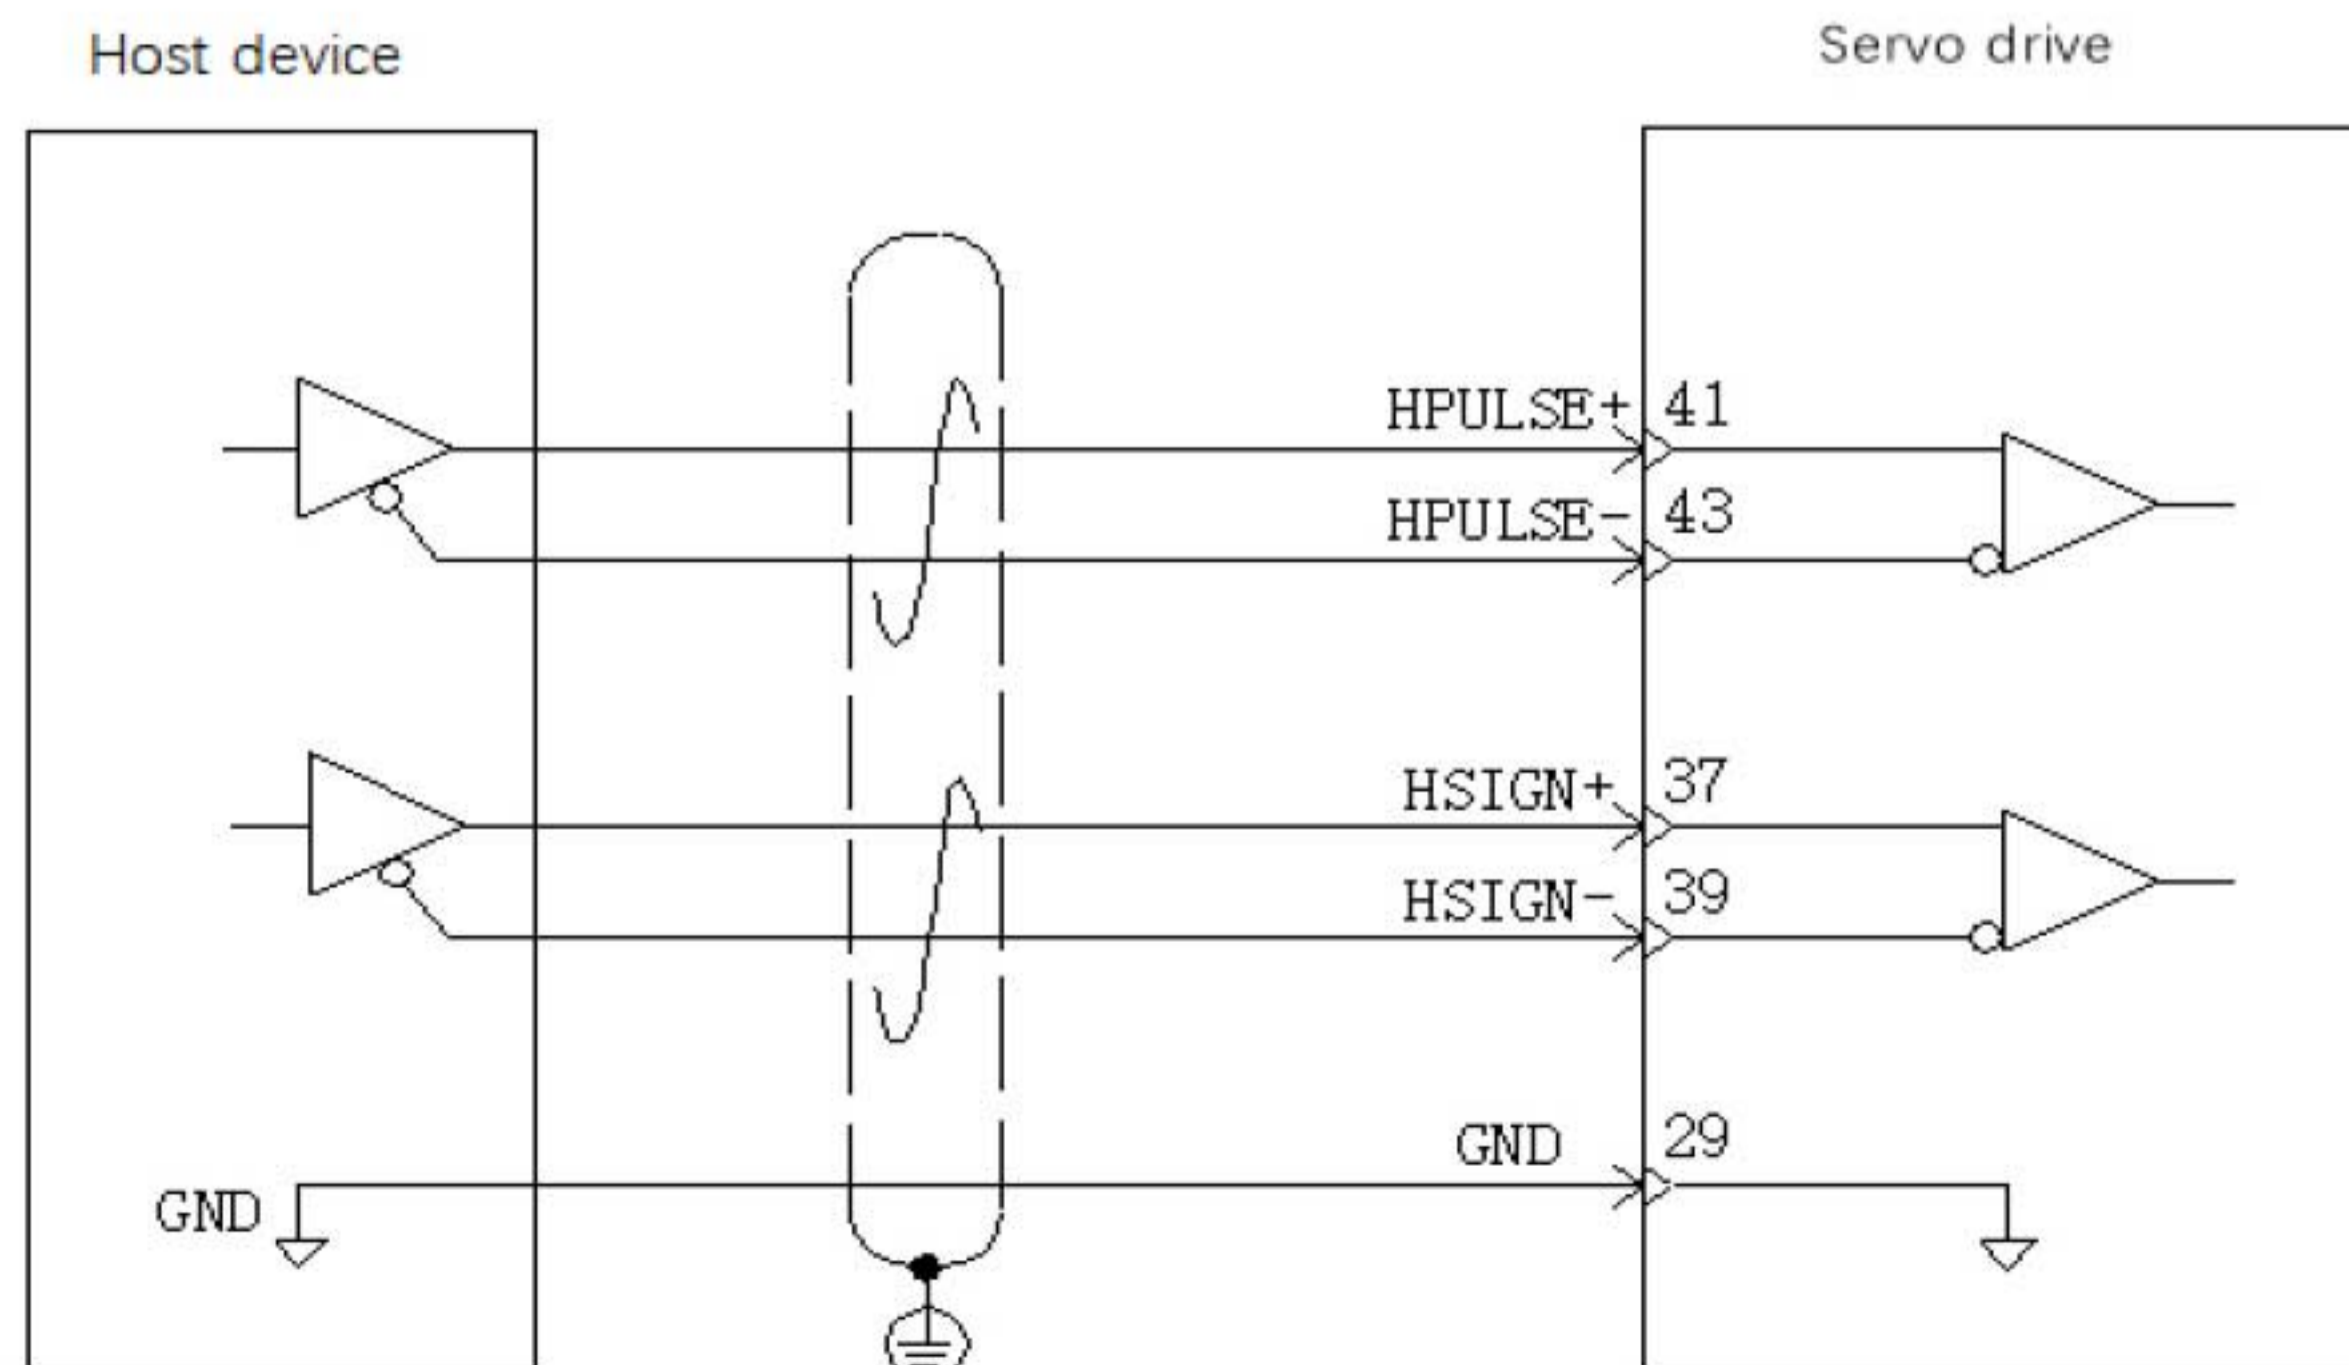 Host device
Servo drive
HPULSE+ 41
HPULSE- 43
HSIGN+ 37
HSIGN- 39
GND 29
GND